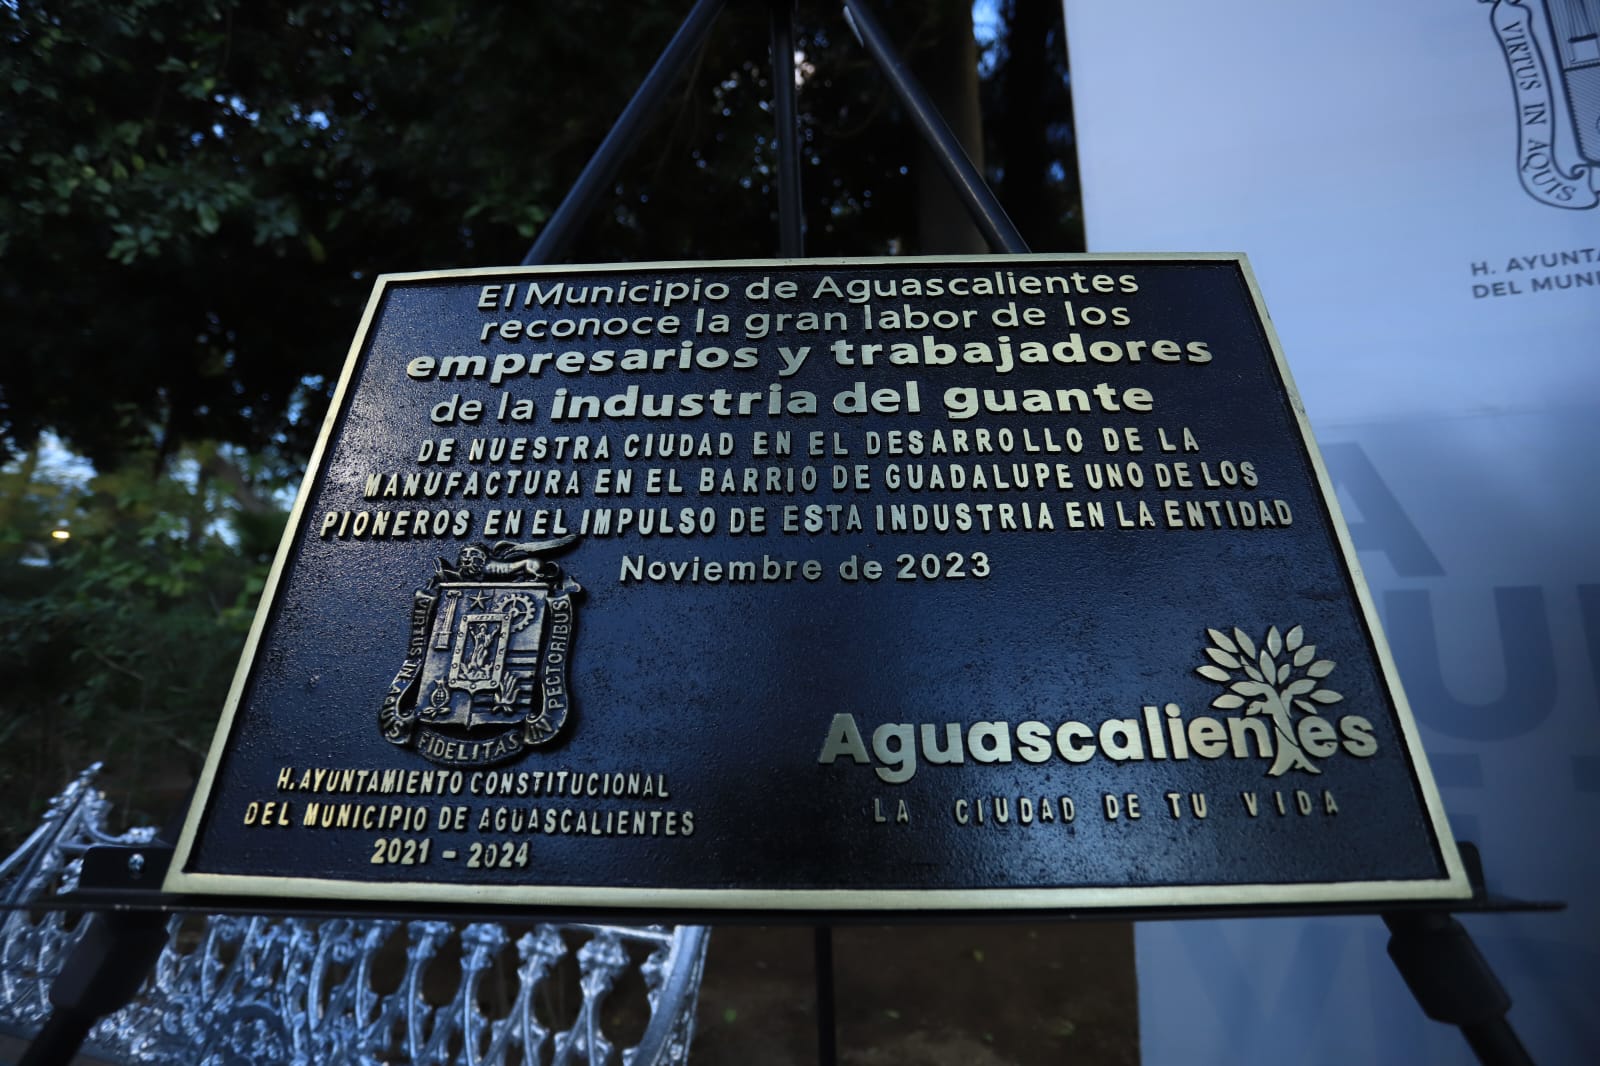 El Municipio de Aguascalientes
reconoce la gran labor de los
empresarios y trabajadores
de la industria del guante
DE NUESTRA CIUDAD EN EL DESARROLLO DE LA
MANUFACTURA EN EL BARRIO DE GUADALUPE UNO DE LOS
PIONEROS EN EL IMPULSO DE ESTA INDUSTRIA EN LA ENTIDAD
Noviembre de 2023
VIRTUS IN AQUIS
FIDELITAS IN PECTORIBUS
H. AYUNTAMIENTO CONSTITUCIONAL
DEL MUNICIPIO DE AGUASCALIENTES
2021 - 2024
Aguascalientes
LA CIUDAD DE TU VIDA
VIRTUS IN AQUIS
H. AYUNTA
DEL MUNI